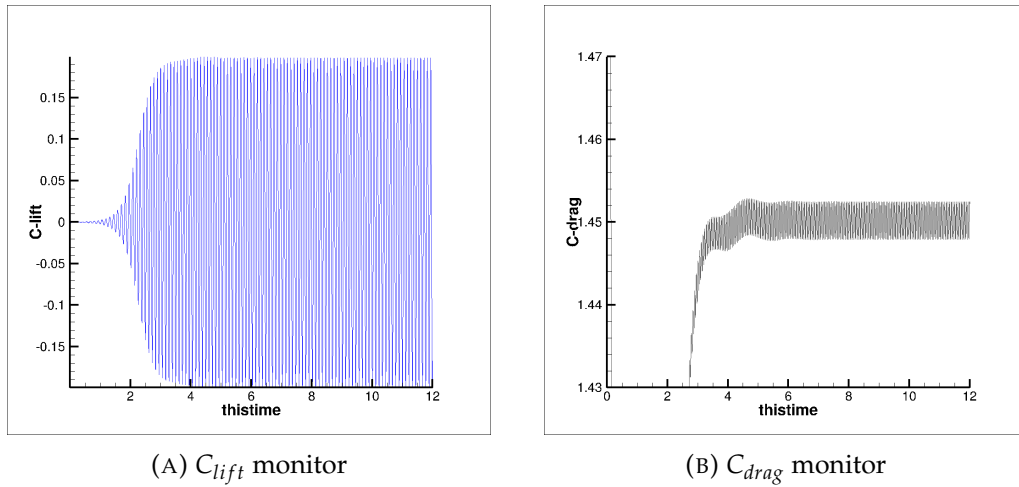 C-lift
0.15
0.1
0.05
0
-0.05
-0.1
-0.15
2 4 6 8 10 12
thistime
C-drag
1.47
1.46
1.45
1.44
1.43
0 2 4 6 8 10 12
thistime
(A) C_lift monitor
(B) C_drag monitor